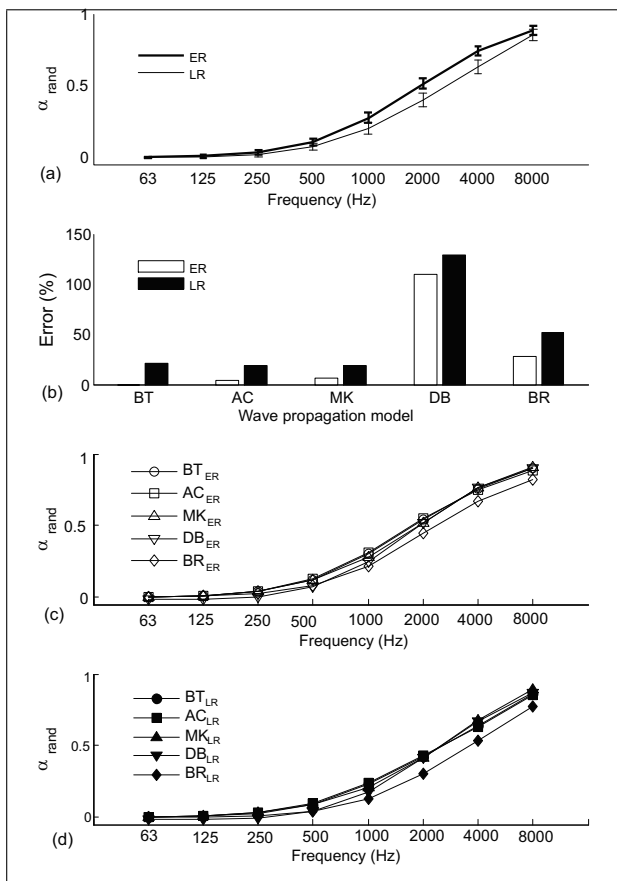 1
0.5
0
α rand
ER
LR
(a)
63 125 250 500 1000 2000 4000 8000
Frequency (Hz)
150
100
50
0
Error (%)
ER
LR
(b)
BT AC MK DB BR
Wave propagation model
1
0.5
0
α rand
BT ER
AC ER
MK ER
DB ER
BR ER
(c)
63 125 250 500 1000 2000 4000 8000
Frequency (Hz)
1
0.5
0
α rand
BT LR
AC LR
MK LR
DB LR
BR LR
(d)
63 125 250 500 1000 2000 4000 8000
Frequency (Hz)